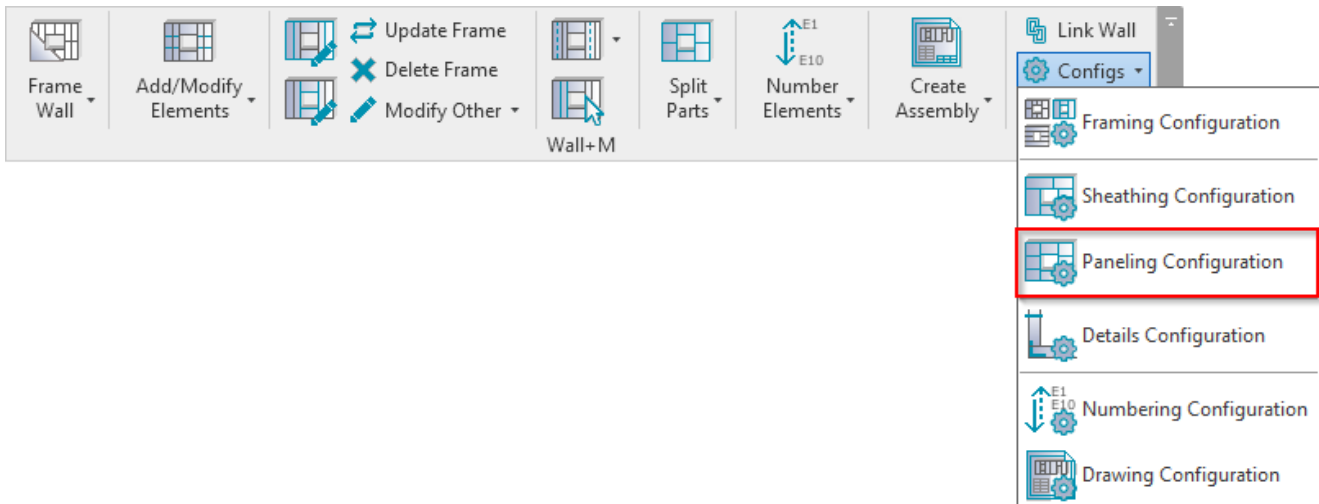 Frame
Wall
Add/Modify
Elements
Update Frame
Delete Frame
Modify Other
Split
Parts
E1
E10
Number
Elements
Create
Assembly
Link Wall
Configs
Wall+M
Framing Configuration
Sheathing Configuration
Paneling Configuration
Details Configuration
E1
E10
Numbering Configuration
Drawing Configuration